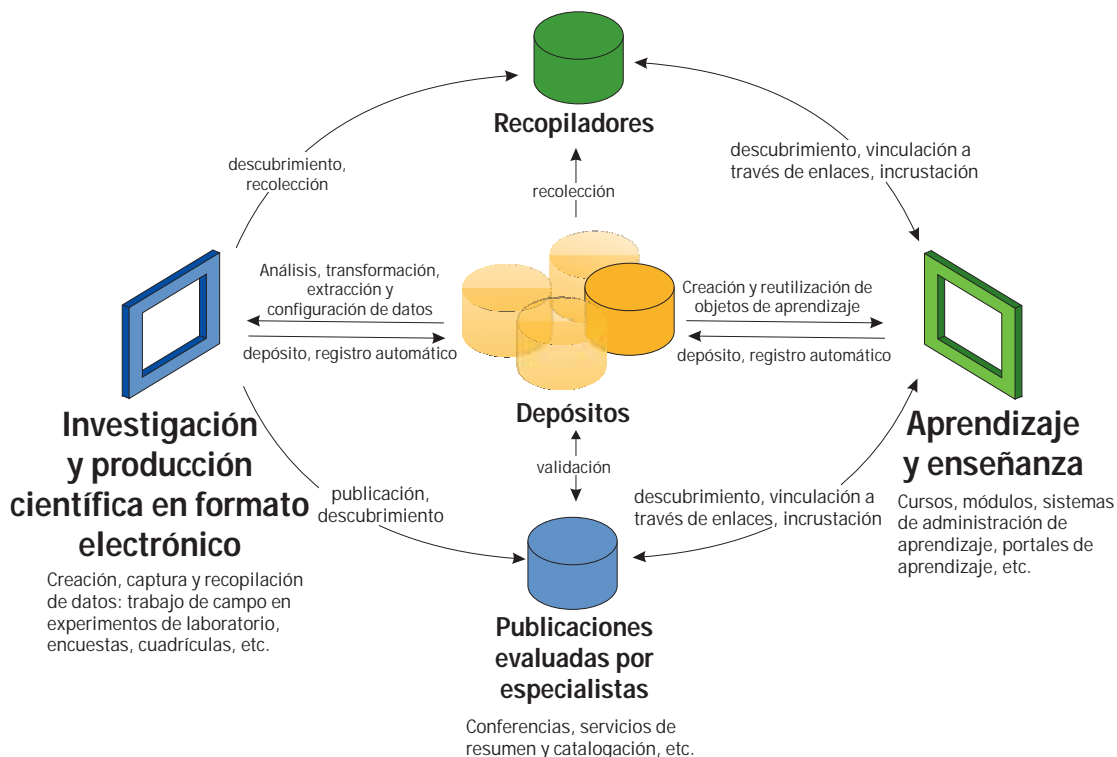 Recopiladores
descubrimiento,
recolección
descubrimiento, vinculación a
través de enlaces, incrustación
recolección
Análisis, transformación,
extracción y
configuración de datos
depósito, registro automático
Creación y reutilización de
objetos de aprendizaje
depósito, registro automático
Depósitos
Investigación
y producción
científica en formato
electrónico
Creación, captura y recopilación
de datos: trabajo de campo en
experimentos de laboratorio,
encuestas, cuadrículas, etc.
Aprendizaje
y enseñanza
Cursos, módulos, sistemas
de administración de
aprendizaje, portales de
aprendizaje, etc.
validación
publicación,
descubrimiento
descubrimiento, vinculación a
través de enlaces, incrustación
Publicaciones
evaluadas por
especialistas
Conferencias, servicios de
resumen y catalogación, etc.